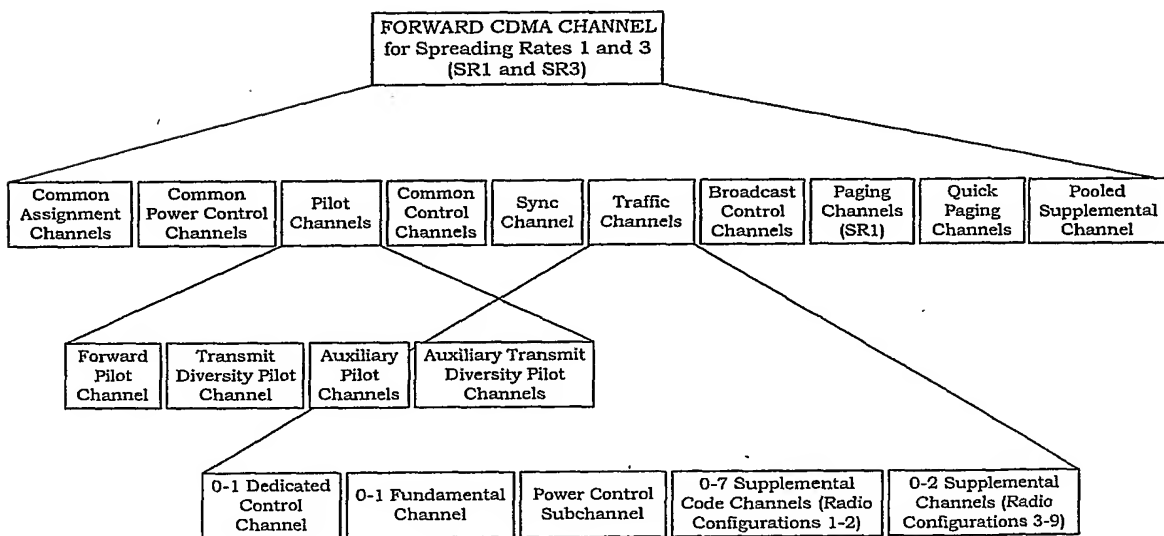 FORWARD CDMA CHANNEL
for Spreading Rates 1 and 3
(SR1 and SR3)
Common
Assignment
Channels
Common
Power Control
Channels
Pilot
Channels
Common
Control
Channels
Sync
Channel
Traffic
Channels
Broadcast
Control
Channels
Paging
Channels
(SR1)
Quick
Paging
Channels
Pooled
Supplemental
Channel
Forward
Pilot
Channel
Transmit
Diversity Pilot
Channel
Auxiliary
Pilot
Channels
Auxiliary Transmit
Diversity Pilot
Channels
0-1 Dedicated
Control
Channel
0-1 Fundamental
Channel
Power Control
Subchannel
0-7 Supplemental
Code Channels (Radio
Configurations 1-2)
0-2 Supplemental
Channels (Radio
Configurations 3-9)